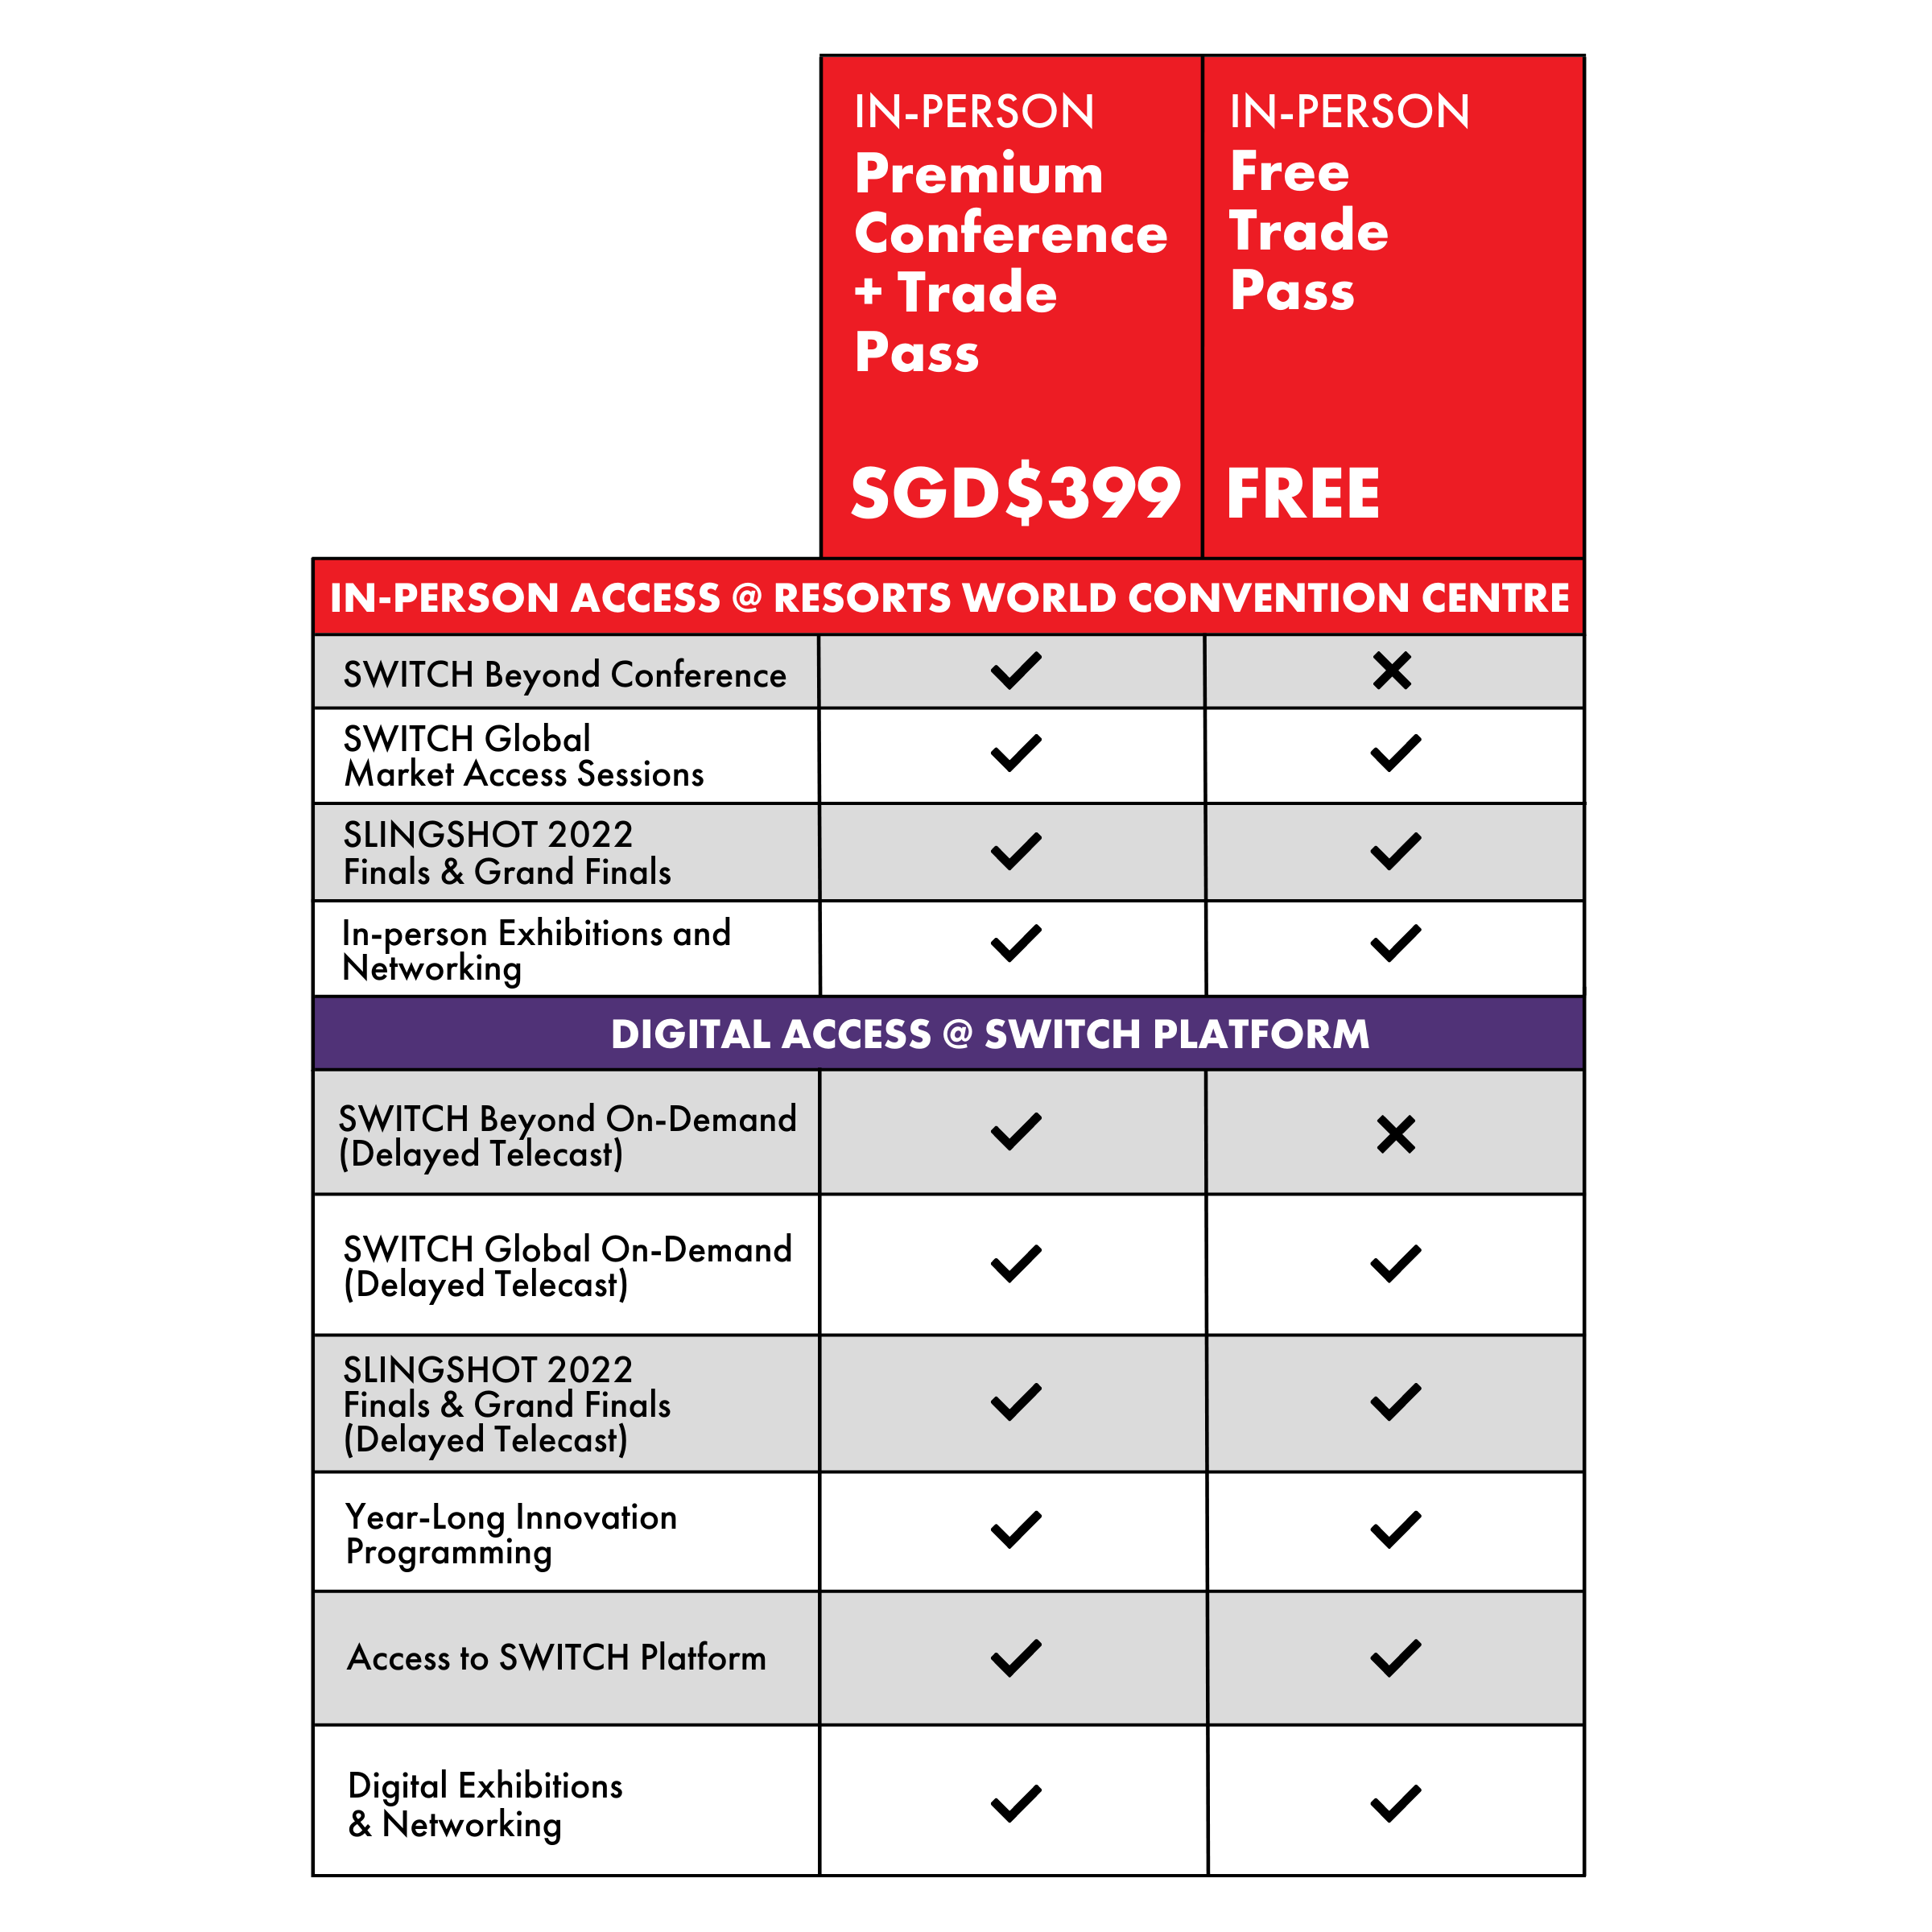 IN-PERSON
Premium
Conference
+ Trade
Pass
SGD$399
IN-PERSON
Free
Trade
Pass
FREE
IN-PERSON ACCESS @ RESORTS WORLD CONVENTION CENTRE
SWITCH Beyond Conference
SWITCH Global
Market Access Sessions
SLINGSHOT 2022
Finals & Grand Finals
In-person Exhibitions and
Networking
DIGITAL ACCESS @ SWITCH PLATFORM
SWITCH Beyond On-Demand
(Delayed Telecast)
SWITCH Global On-Demand
(Delayed Telecast)
SLINGSHOT 2022
Finals & Grand Finals
(Delayed Telecast)
Year-Long Innovation
Programming
Access to SWITCH Platform
Digital Exhibitions
& Networking